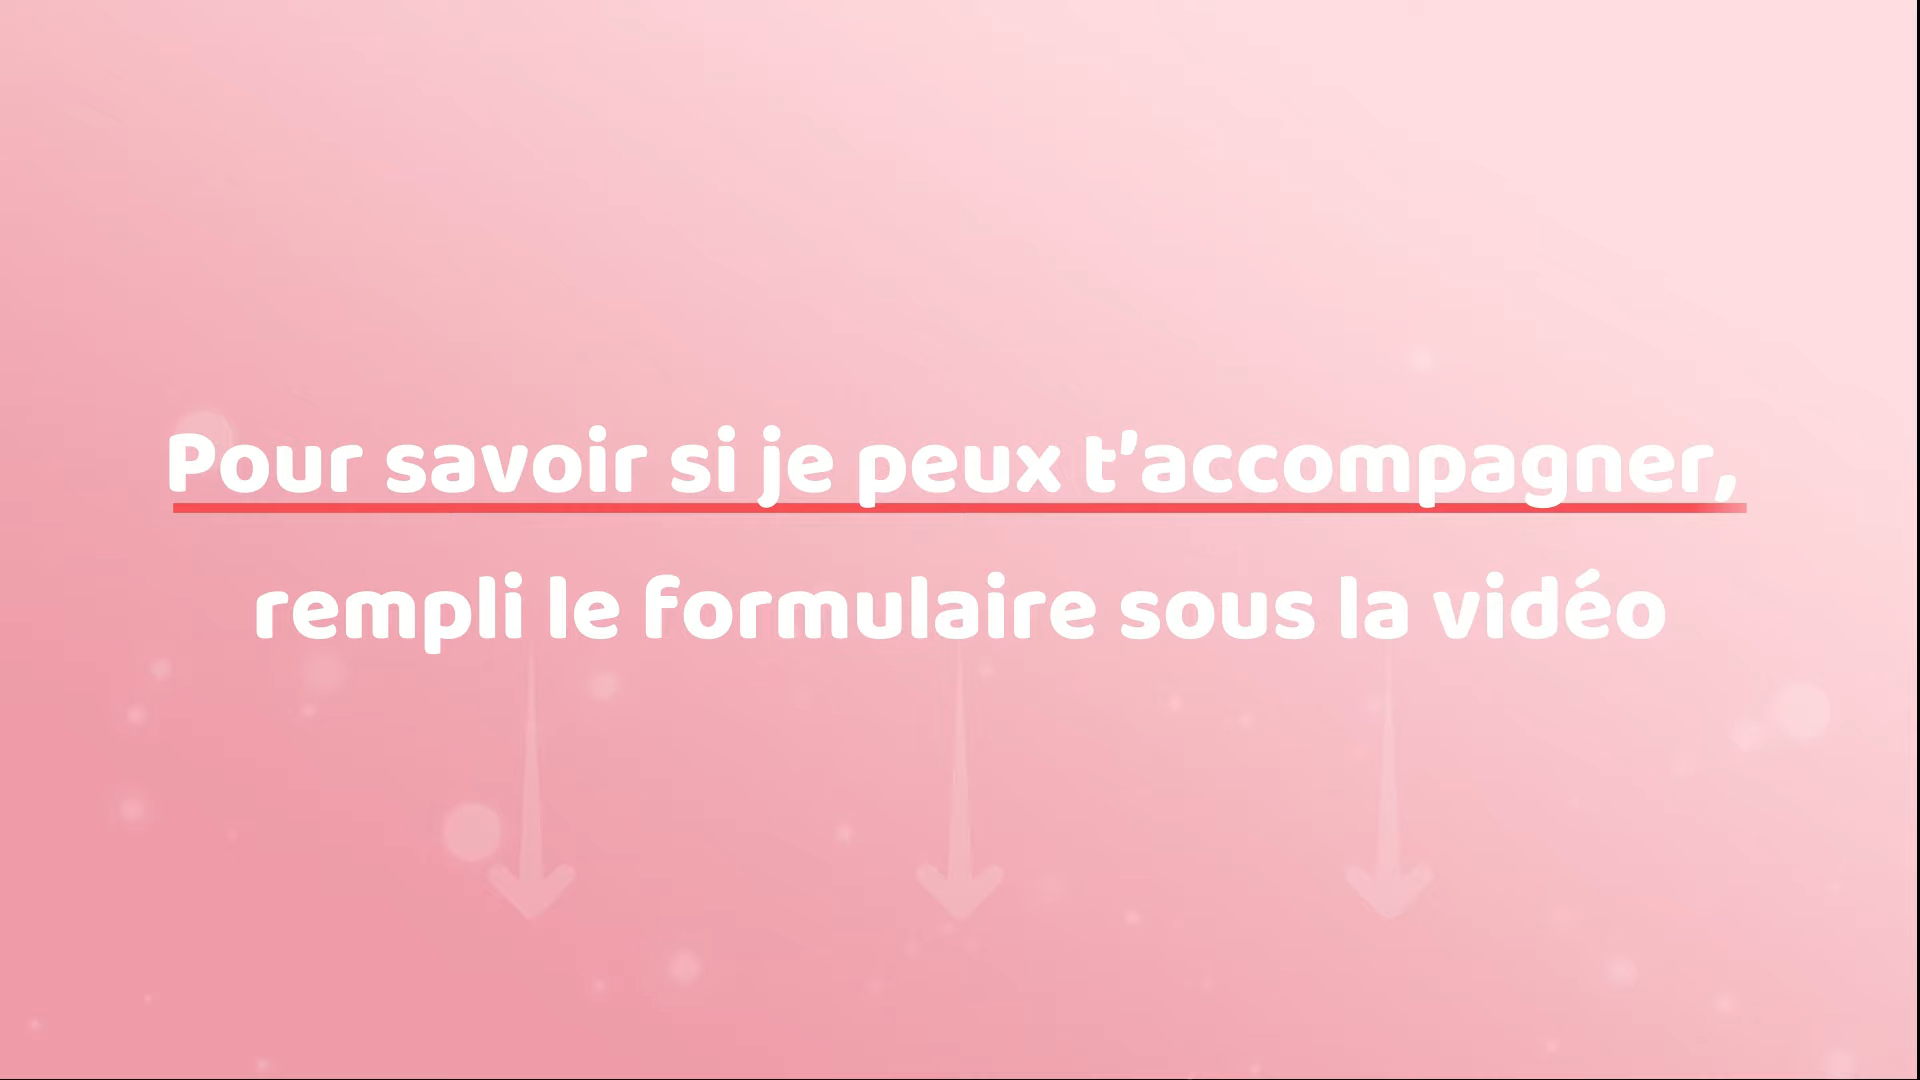 Pour savoir si je peux t’accompagner,
rempli le formulaire sous la vidéo